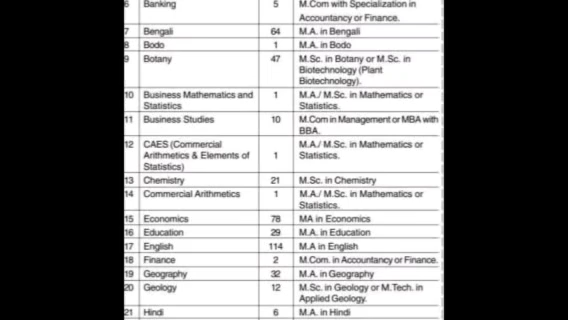 6 Banking 5 M.Com with Specialization in
Accountancy or Finance.
7 Bengali 64 M.A. in Bengali
8 Bodo 1 M.A. in Bodo
9 Botany 47 M.Sc. in Botany or M.Sc. in
Biotechnology (Plant
Biotechnology).
10 Business Mathematics and 1 M.A./ M.Sc. in Mathematics or
Statistics Statistics.
11 Business Studies 10 M.Com in Management or MBA with
BBA.
12 CAES (Commercial M.A./ M.Sc. in Mathematics or
Arithmetics & Elements of 1 Statistics.
Statistics)
13 Chemistry 21 M.Sc. in Chemistry
14 Commercial Arithmetics 1 M.A./ M.Sc. in Mathematics or
Statistics.
15 Economics 78 MA in Economics
16 Education 29 M.A. in Education
17 English 114 M.A in English
18 Finance 2 M.Com. in Accountancy or Finance.
19 Geography 32 M.A. in Geography
20 Geology 12 M.Sc. in Geology or M.Tech. in
Applied Geology.
21 Hindi 6 M.A. in Hindi